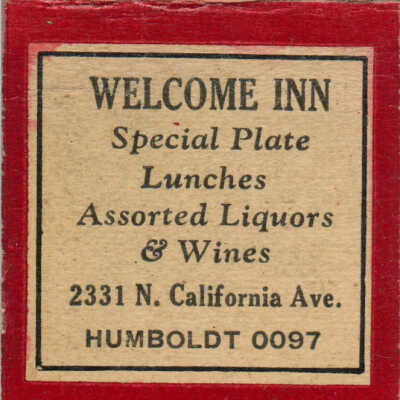 WELCOME INN
Special Plate
Lunches
Assorted Liquors
& Wines
2331 N. California Ave.
HUMBOLDT 0097